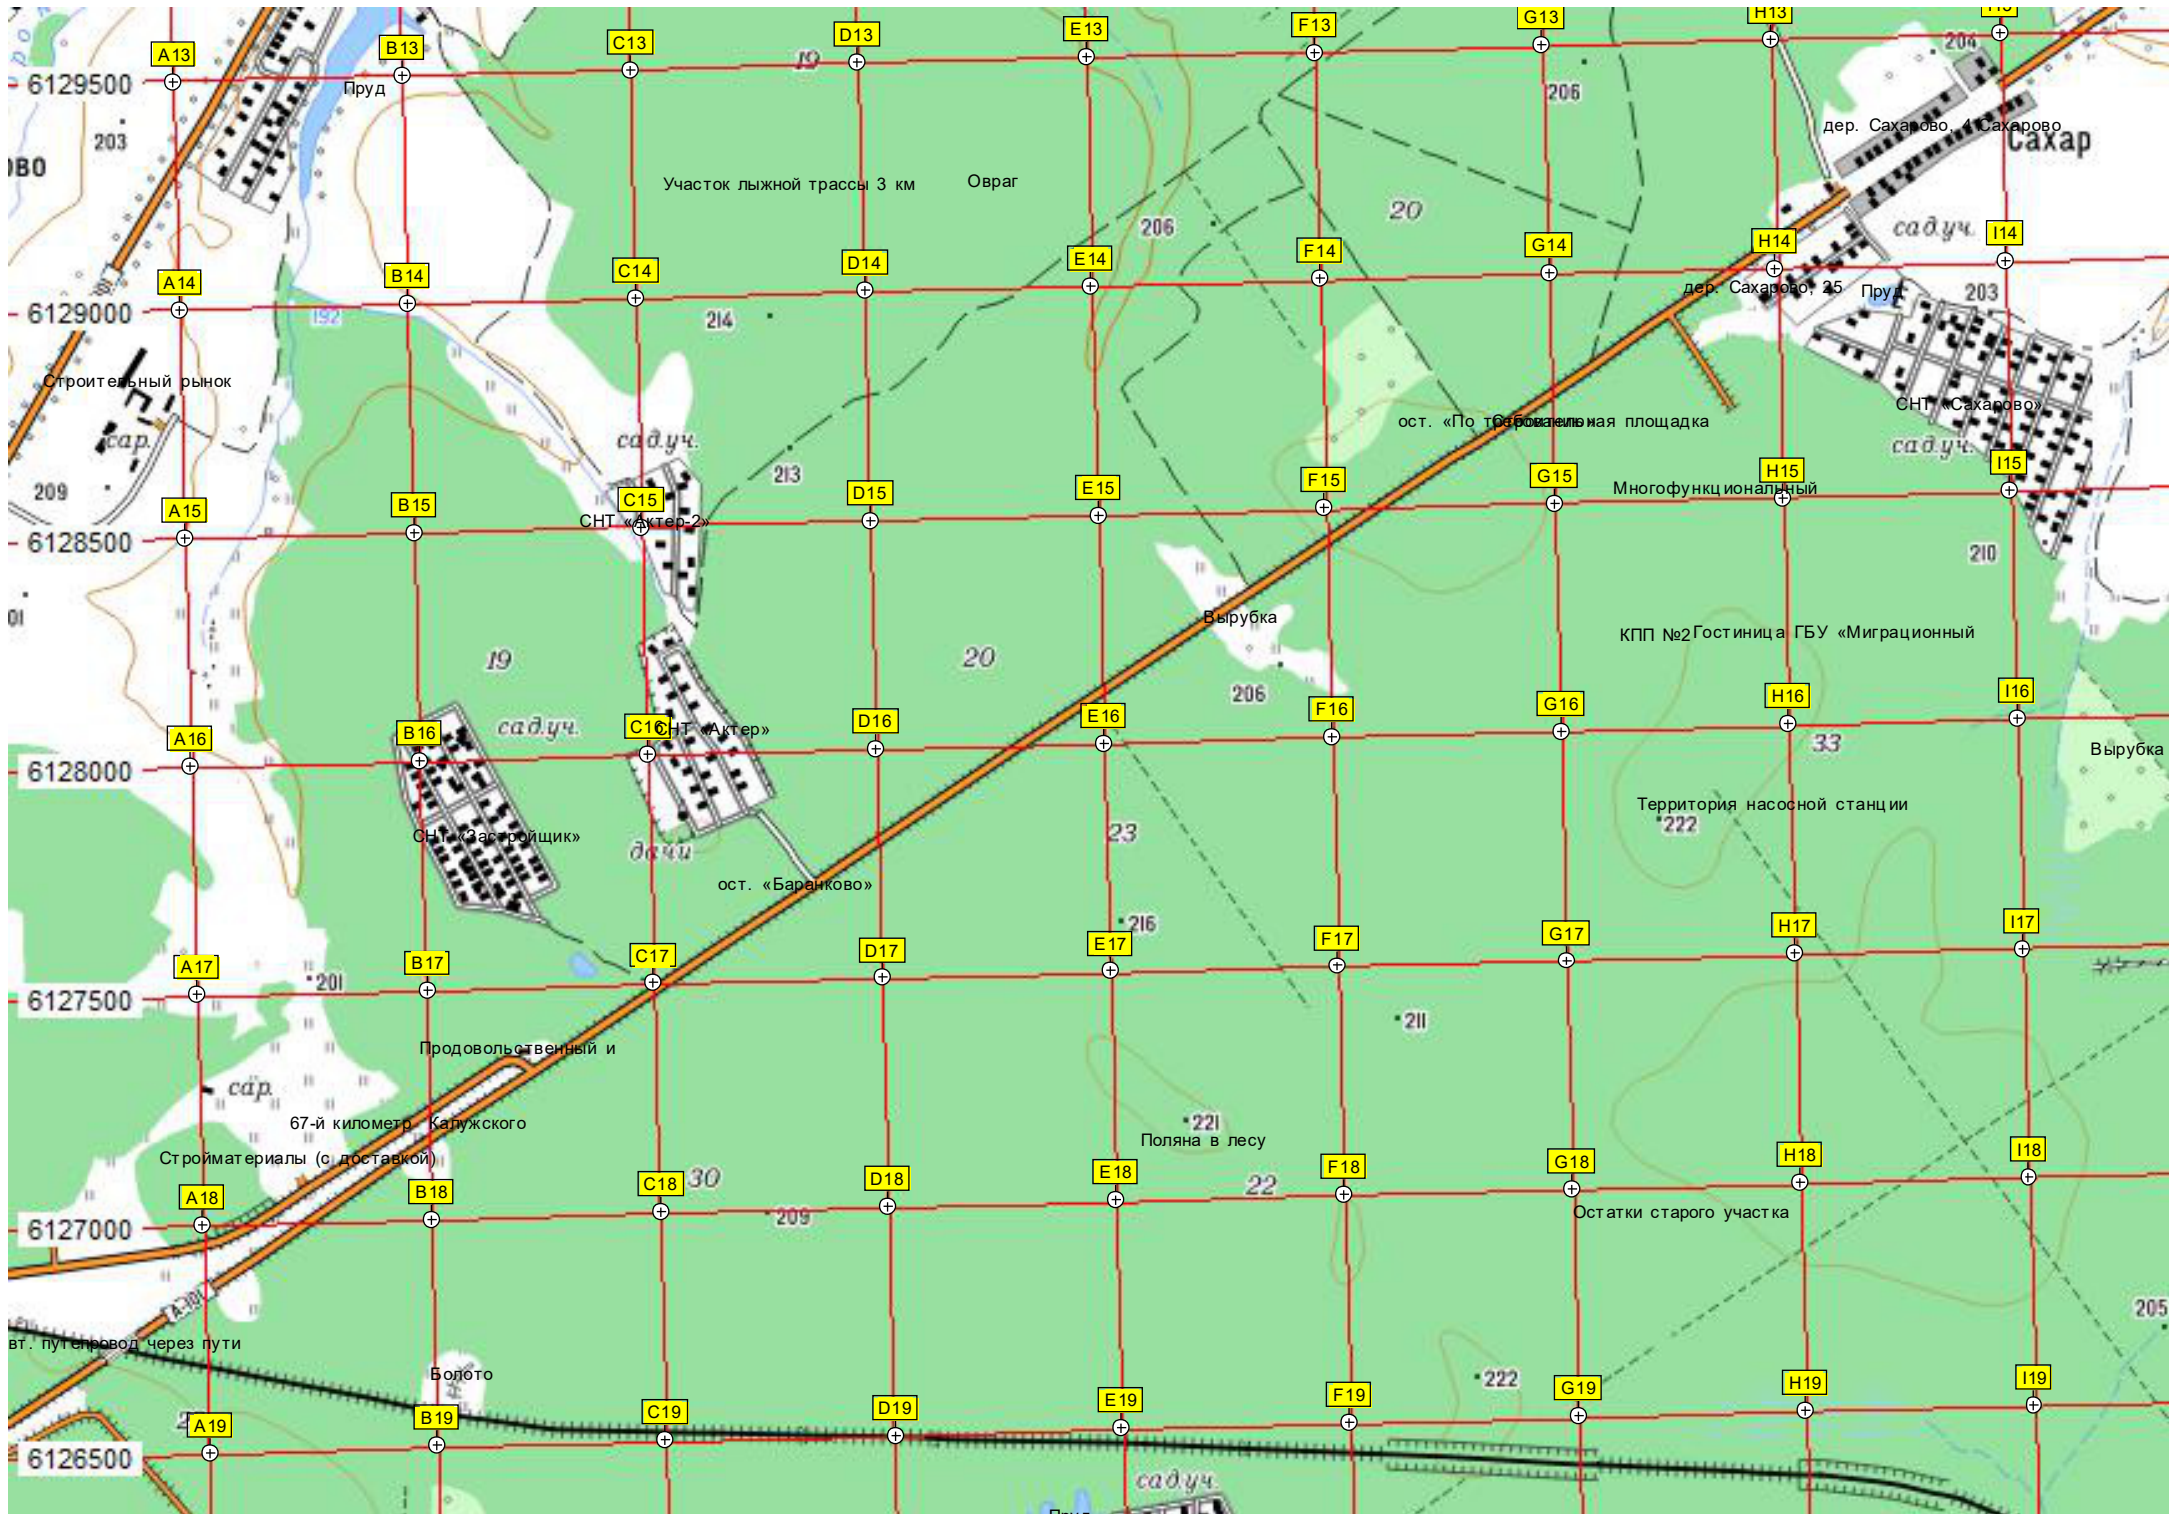 A13
B13
C13
D13
E13
F13
G13
H13
6129500
Пруд
19
206
204
203
дер. Сахарово, 4 Сахарово
Сахар
ово
Участок лыжной трассы 3 км
Овраг
20
206
сад.уч.
A14
B14
C14
D14
E14
F14
G14
H14
I14
6129000
192
214
дер. Сахарово, 25
Пруд
203
Строительный рынок
сар.
сад.уч.
213
ост. «По требованию»
Строительная площадка
СНТ «Сахарово»
сад.уч.
209
A15
B15
C15
D15
E15
F15
G15
H15
I15
Многофункциональный
6128500
СНТ «Актер-2»
210
Вырубка
КПП №2
Гостиница ГБУ «Миграционный
19
20
206
сад.уч.
A16
B16
C16
СНТ «Актер»
D16
E16
F16
G16
H16
I16
33
Вырубка
6128000
Территория насосной станции
222
23
СНТ «Застройщик»
дачи
ост. «Баранково»
216
A17
B17
C17
D17
E17
F17
G17
H17
I17
201
6127500
211
Продовольственный и
сар.
67-й километр Калужского
221
Поляна в лесу
Стройматериалы (с доставкой)
A18
B18
C18
30
D18
E18
22
F18
G18
H18
I18
209
Остатки старого участка
6127000
А-101
205
вт. путепровод через пути
Болото
222
A19
B19
C19
D19
E19
F19
G19
H19
I19
6126500
сад.уч.
Пруд